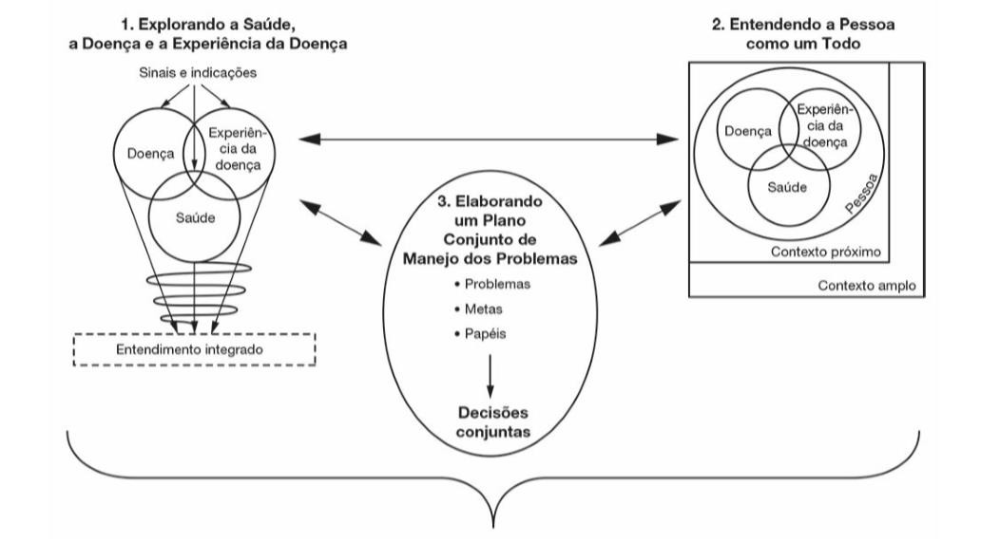 1. Explorando a Saúde,
a Doença e a Experiência da Doença
Sinais e indicações
Doença
Experiên-
cia da
doença
Saúde
Entendimento integrado
2. Entendendo a Pessoa
como um Todo
Doença
Experiên-
cia da
doença
Saúde
Pessoa
Contexto próximo
Contexto amplo
3. Elaborando
um Plano
Conjunto de
Manejo dos Problemas
• Problemas
• Metas
• Papéis
Decisões
conjuntas